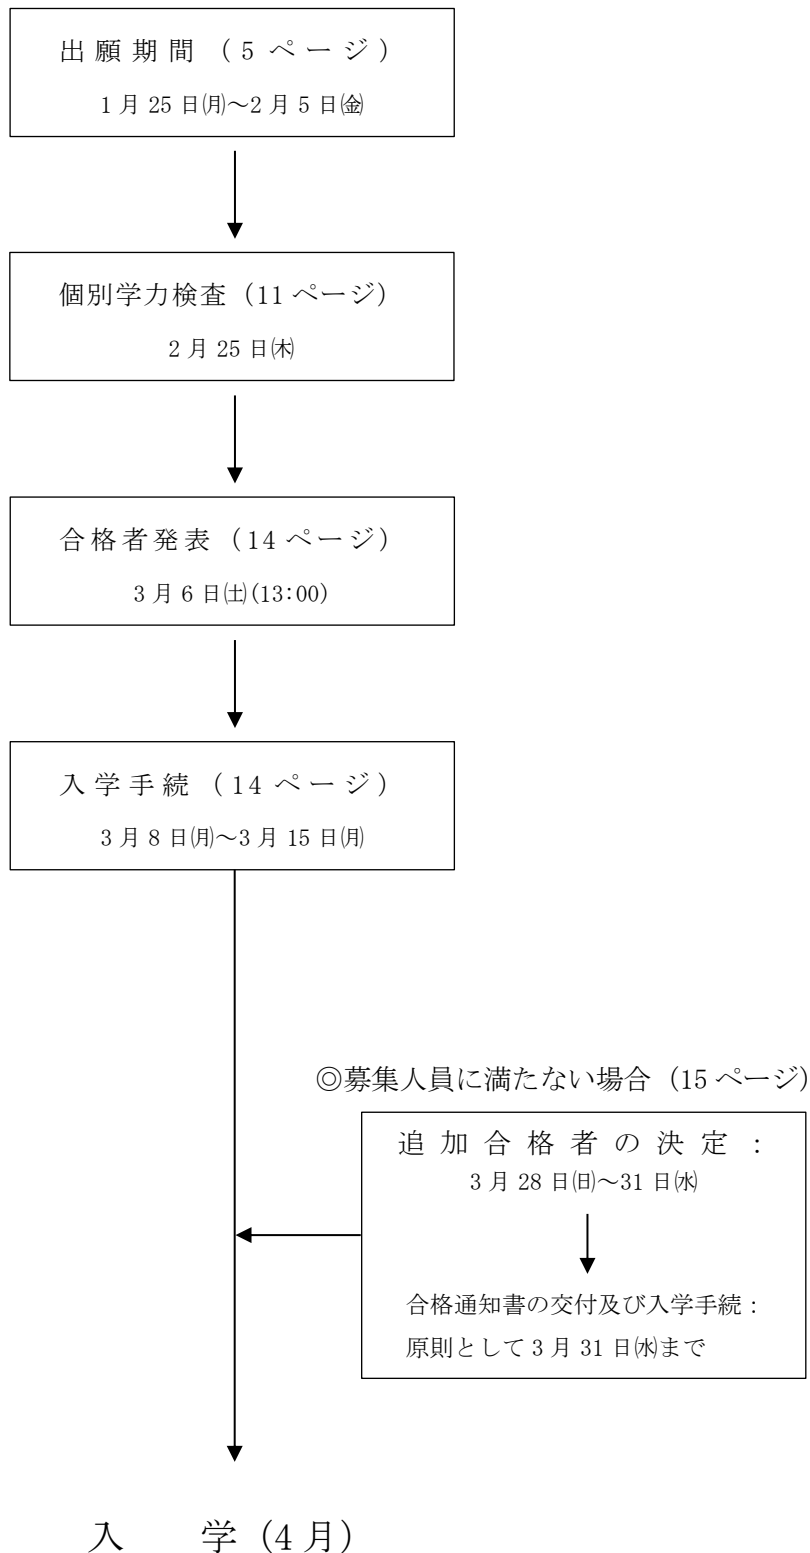 出願期間（5ページ）
1月25日㈪～2月5日㈮
個別学力検査（11ページ）
2月25日㈭
合格者発表（14ページ）
3月6日㈯(13：00)
入学手続（14ページ）
3月8日㈪～3月15日㈪
◎募集人員に満たない場合（15ページ）
追加合格者の決定：
3月28日㈰～31日㈬
合格通知書の交付及び入学手続：
原則として3月31日㈬まで
入　学（4月）